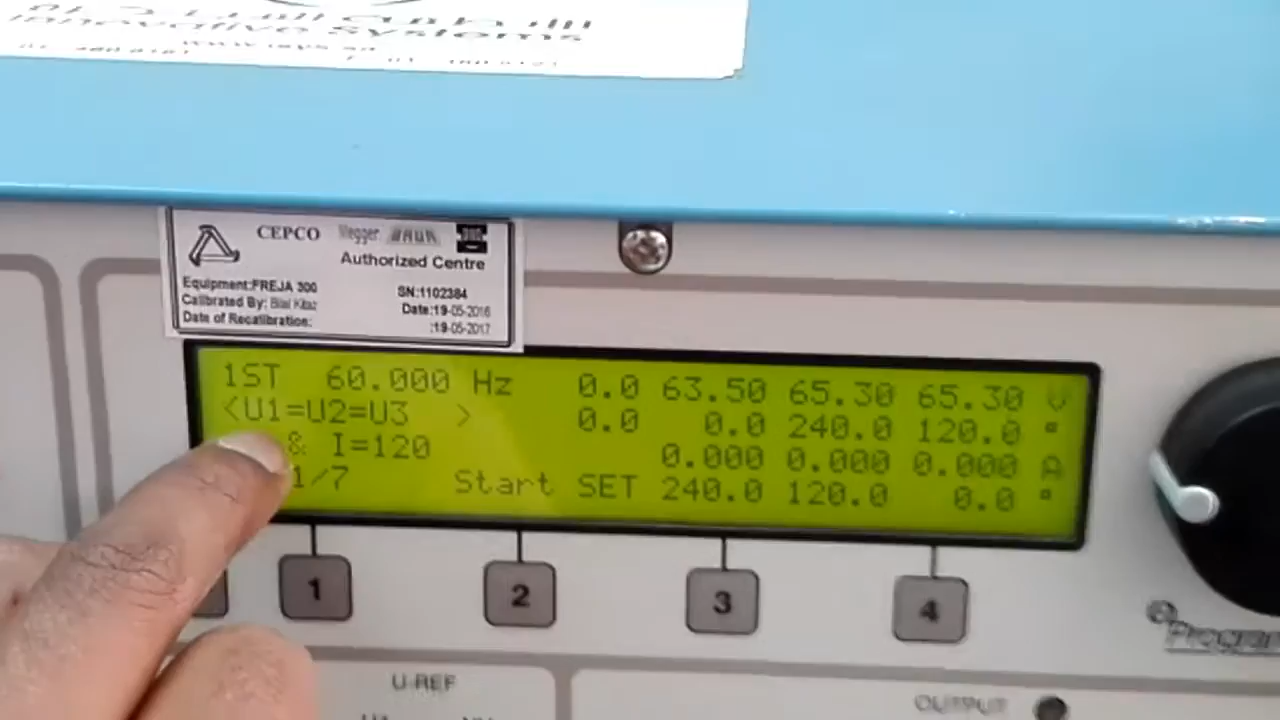 innovative systems
CEPCO Megger BAUR
Authorized Centre
Equipment:FREJA 300
SN:1102384
Calibrated By: Bilal
Date:19-05-2016
Date of Recalibration:
:19-05-2017
1ST 60.000 Hz 0.0 63.50 65.30 65.30 V
<U1=U2=U3 > 0.0 0.0 240.0 120.0 °
& I=120 0.000 0.000 0.000 A
1/7 Start SET 240.0 120.0 0.0 °
1 2 3 4
U-REF
OUTPUT